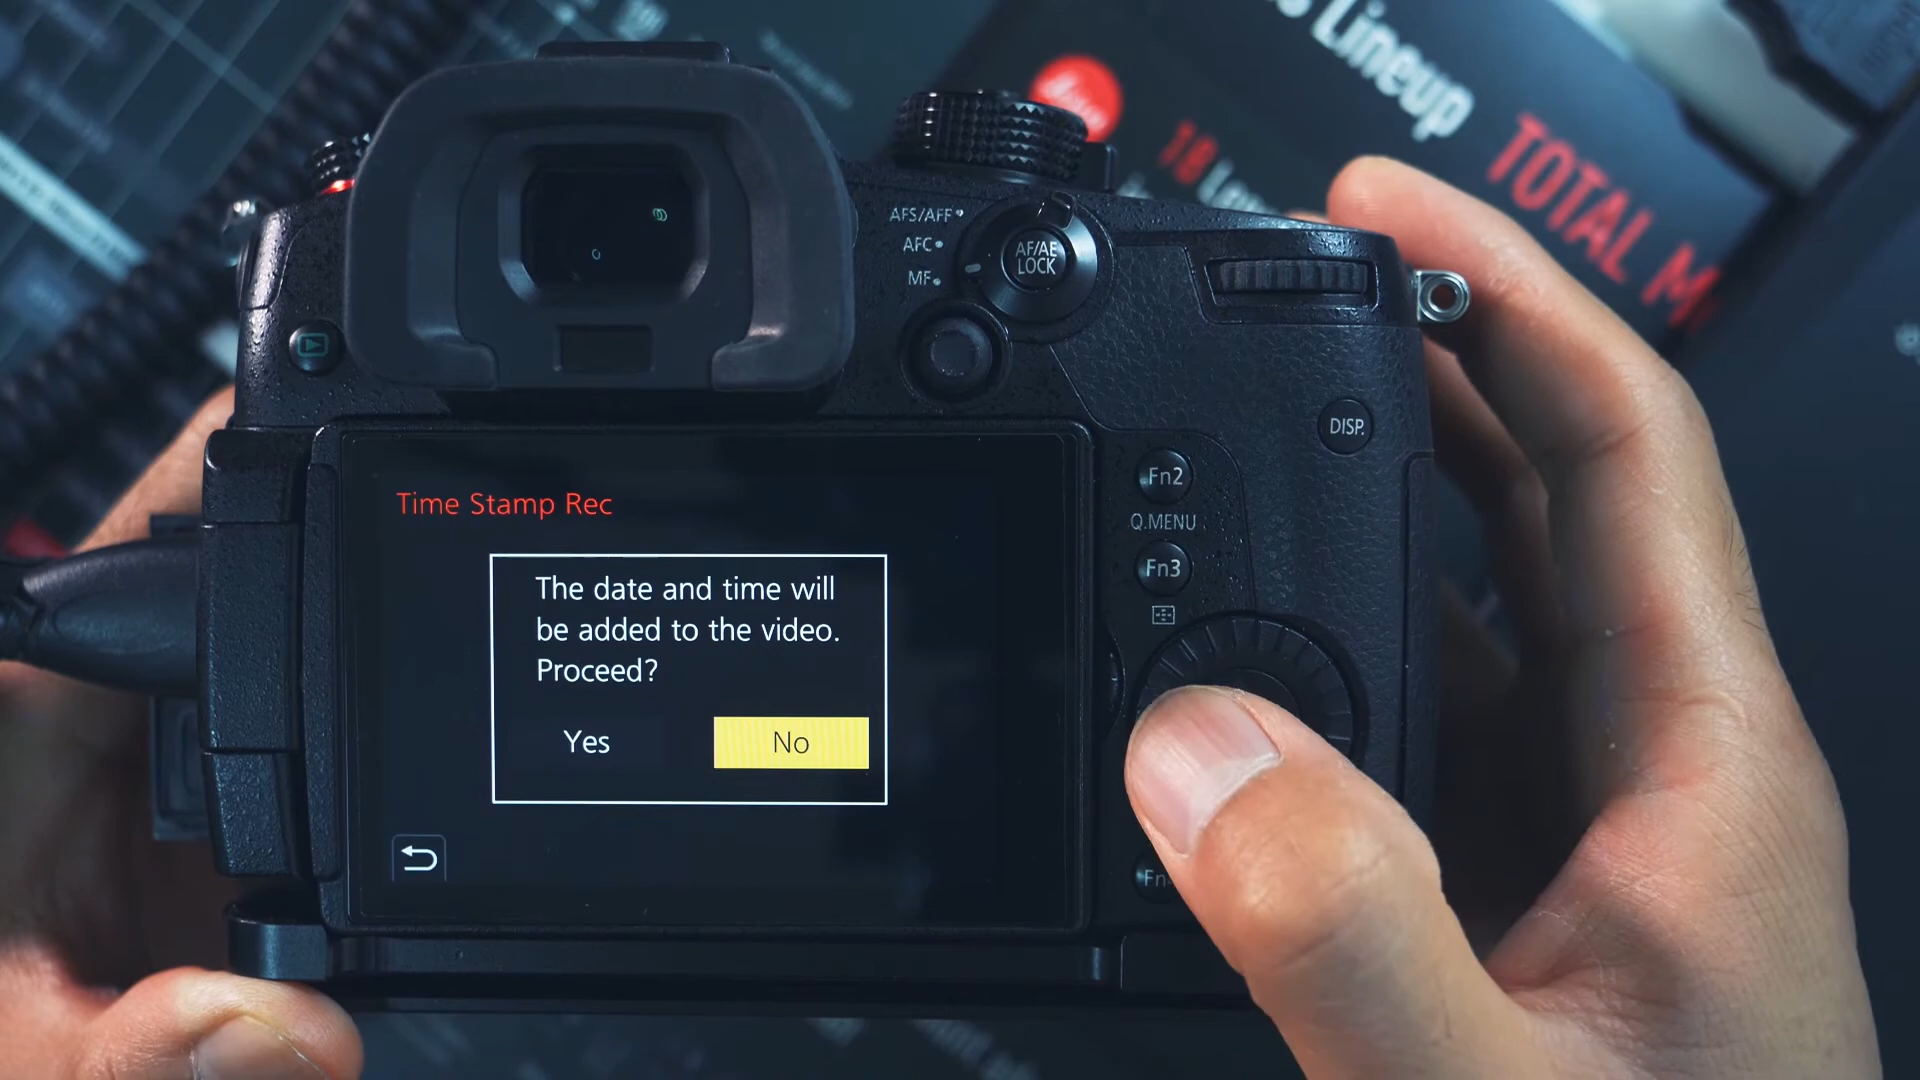 Lineup
TOTAL
18
AFS/AFF
AFC
MF
AF/AE
LOCK
DISP.
Fn2
Q.MENU
Fn3
Time Stamp Rec
The date and time will
be added to the video.
Proceed?
Yes
No